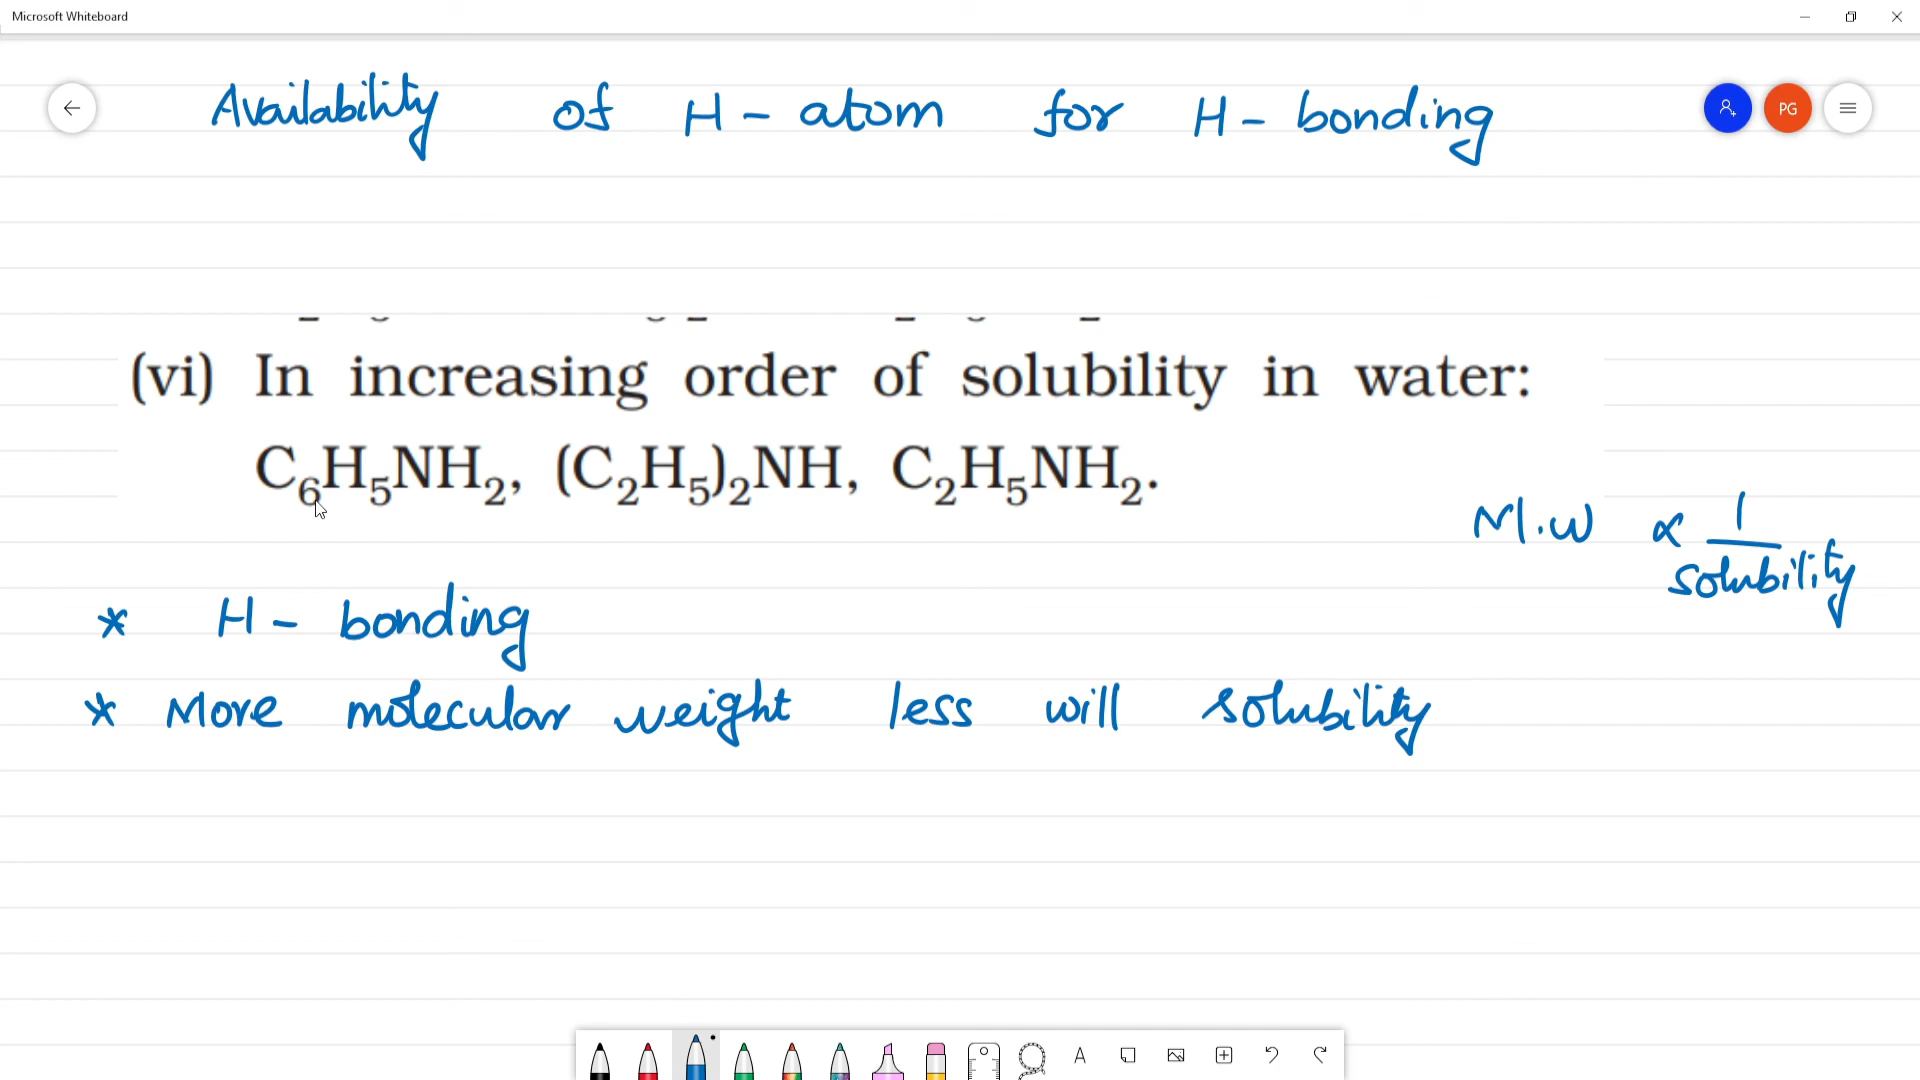 Microsoft Whiteboard
Availability of H - atom for H - bonding
PG
(vi) In increasing order of solubility in water:
C₆H₅NH₂, (C₂H₅)₂NH, C₂H₅NH₂.
M.W ∝ 1/solubility
* H - bonding
* More molecular weight less will solubility